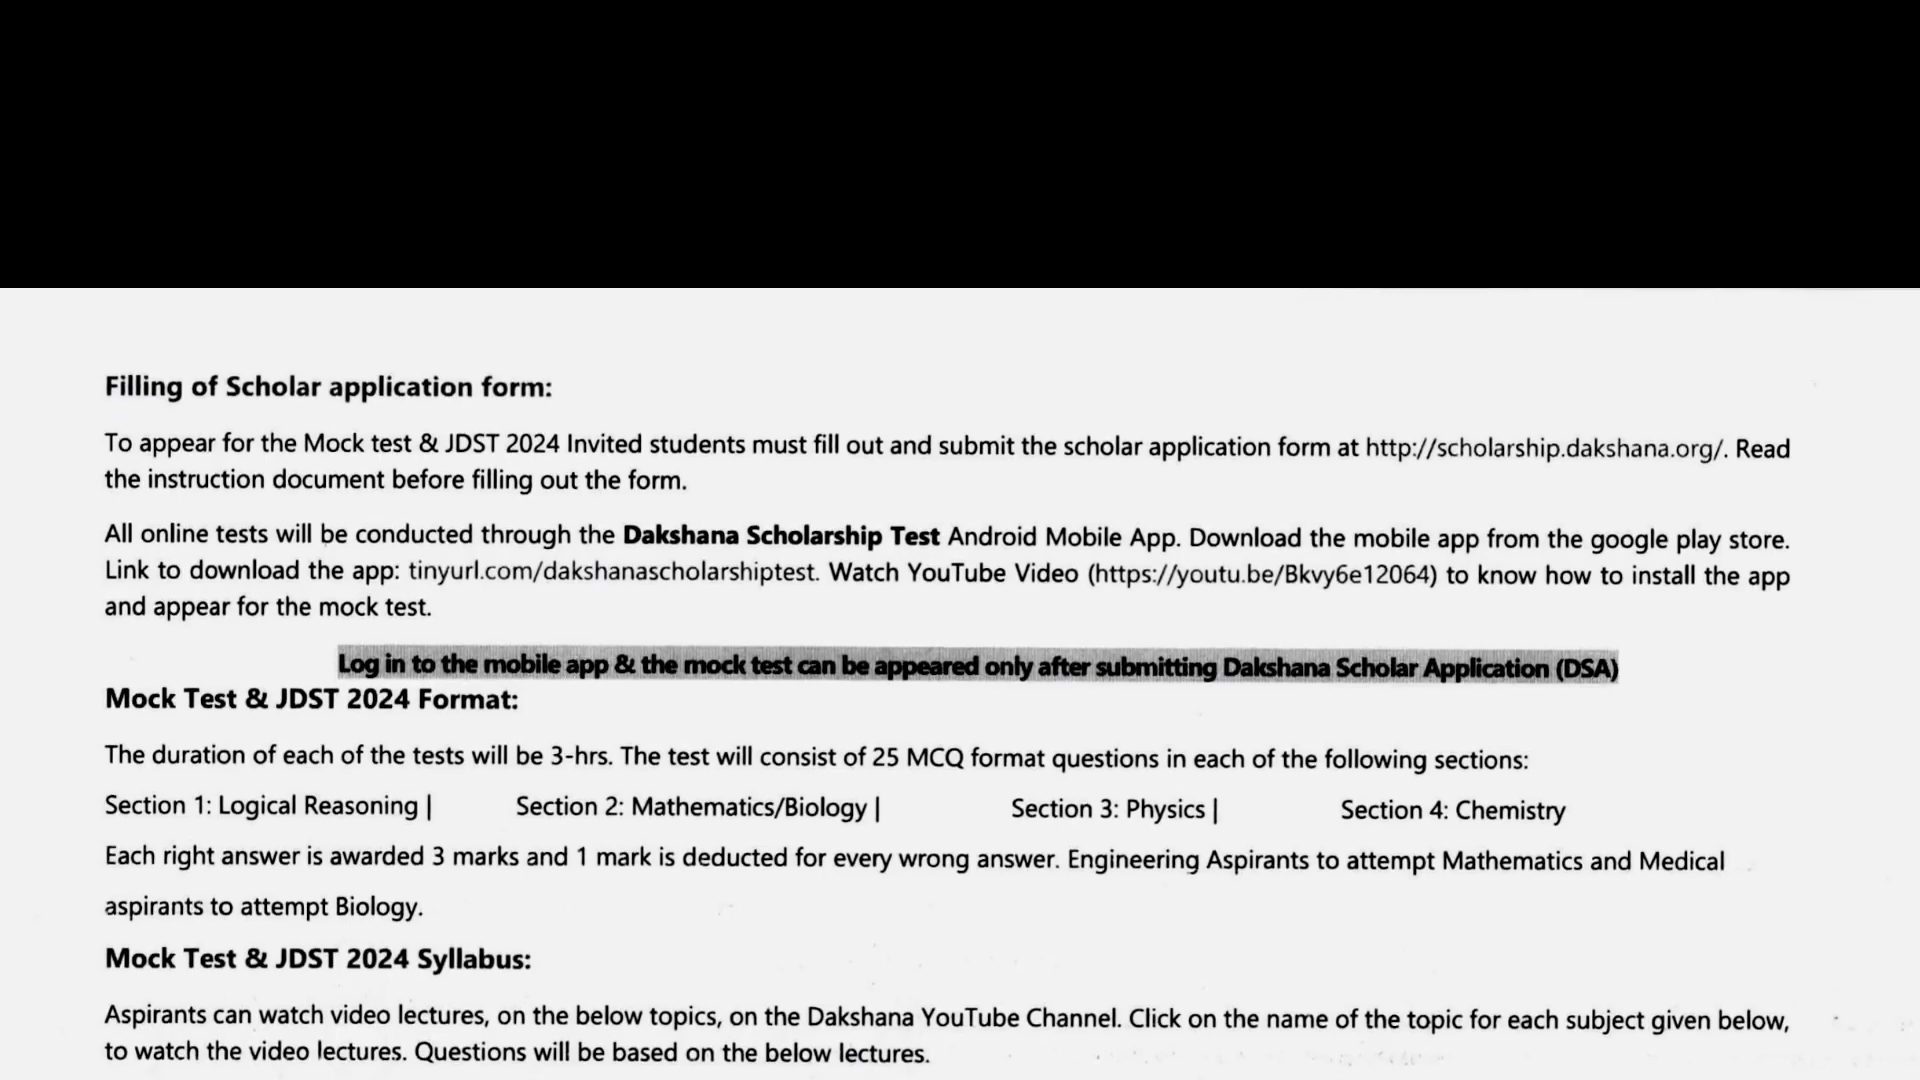 Filling of Scholar application form:
To appear for the Mock test & JDST 2024 Invited students must fill out and submit the scholar application form at http://scholarship.dakshana.org/. Read
the instruction document before filling out the form.
All online tests will be conducted through the Dakshana Scholarship Test Android Mobile App. Download the mobile app from the google play store.
Link to download the app: tinyurl.com/dakshanascholarshiptest. Watch YouTube Video (https://youtu.be/Bkvy6e12064) to know how to install the app
and appear for the mock test.
Log in to the mobile app & the mock test can be appeared only after submitting Dakshana Scholar Application (DSA)
Mock Test & JDST 2024 Format:
The duration of each of the tests will be 3-hrs. The test will consist of 25 MCQ format questions in each of the following sections:
Section 1: Logical Reasoning | Section 2: Mathematics/Biology | Section 3: Physics | Section 4: Chemistry
Each right answer is awarded 3 marks and 1 mark is deducted for every wrong answer. Engineering Aspirants to attempt Mathematics and Medical
aspirants to attempt Biology.
Mock Test & JDST 2024 Syllabus:
Aspirants can watch video lectures, on the below topics, on the Dakshana YouTube Channel. Click on the name of the topic for each subject given below,
to watch the video lectures. Questions will be based on the below lectures.